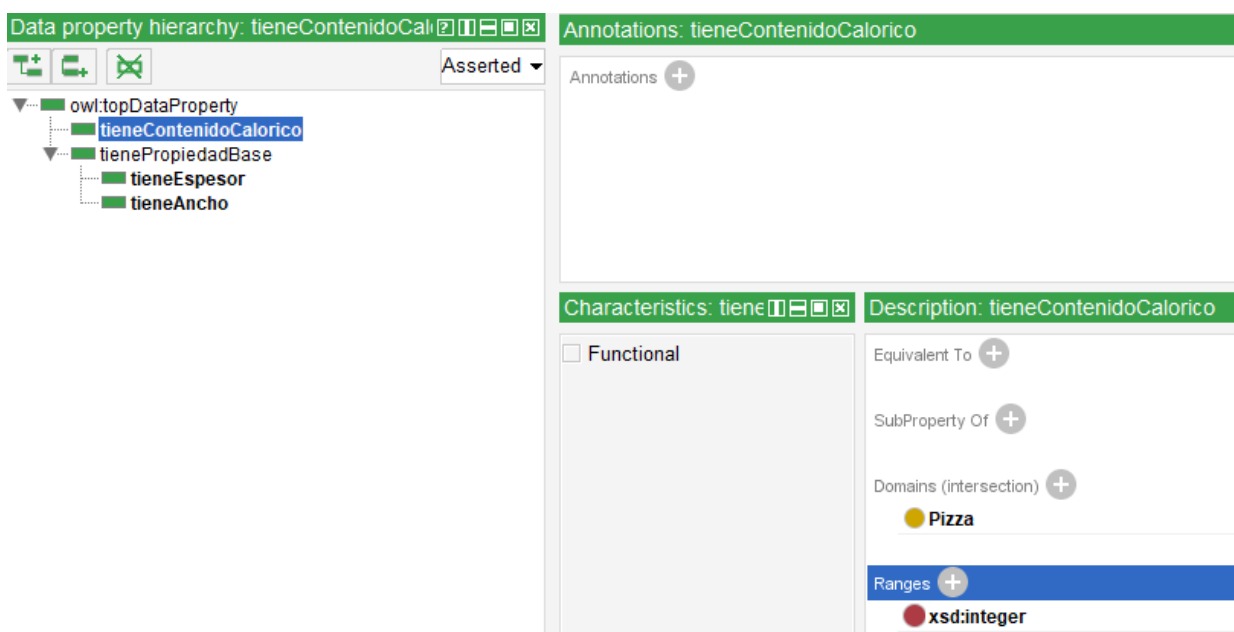 Data property hierarchy: tieneContenidoCal
Asserted
owl:topDataProperty
tieneContenidoCalorico
tienePropiedadBase
tieneEspesor
tieneAncho
Annotations: tieneContenidoCalorico
Annotations
Characteristics: tiene
Functional
Description: tieneContenidoCalorico
Equivalent To
SubProperty Of
Domains (intersection)
Pizza
Ranges
xsd:integer